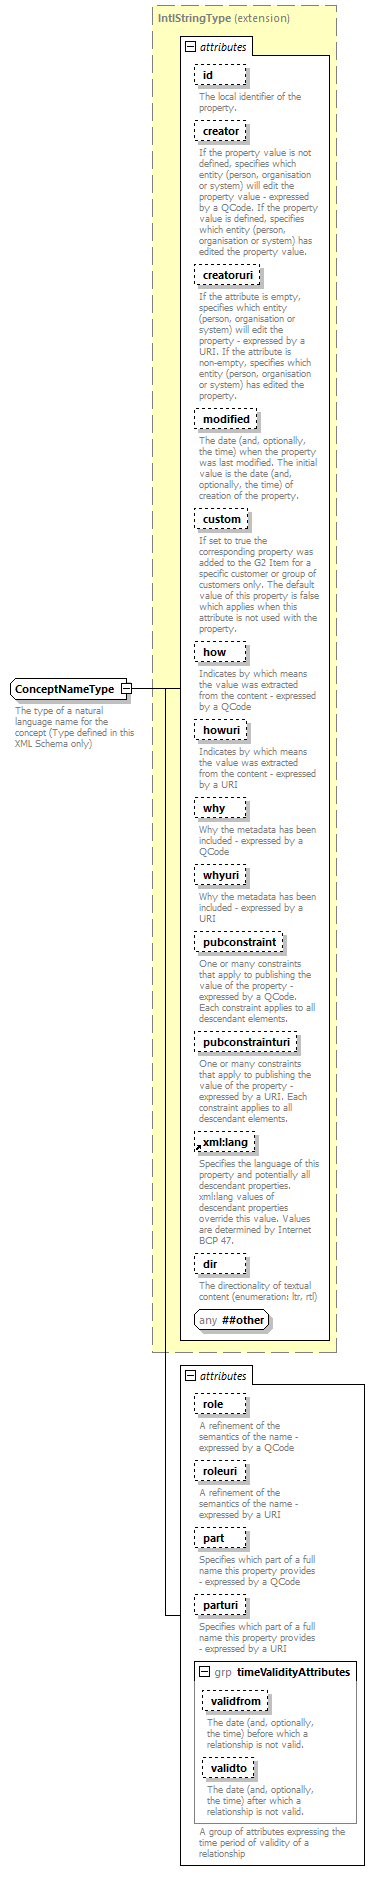 IntlStringType (extension)
attributes
id
The local identifier of the
property.
creator
If the property value is not
defined, specifies which
entity (person, organisation
or system) will edit the
property value - expressed
by a QCode. If the property
value is defined, specifies
which entity (person,
organisation or system) has
edited the property value.
creatoruri
If the attribute is empty,
specifies which entity
(person, organisation or
system) will edit the
property - expressed by a
URI. If the attribute is
non-empty, specifies which
entity (person, organisation
or system) has edited the
property.
modified
The date (and, optionally,
the time) when the property
was last modified. The initial
value is the date (and,
optionally, the time) of
creation of the property.
custom
If set to true the
corresponding property was
added to the G2 Item for a
specific customer or group of
customers only. The default
value of this property is false
which applies when this
attribute is not used with the
property.
how
Indicates by which means
the value was extracted
from the content - expressed
by a QCode
ConceptNameType
The type of a natural
language name for the
concept (Type defined in this
XML Schema only)
howuri
Indicates by which means
the value was extracted
from the content - expressed
by a URI
why
Why the metadata has been
included - expressed by a
QCode
whyuri
Why the metadata has been
included - expressed by a
URI
pubconstraint
One or many constraints
that apply to publishing the
value of the property -
expressed by a QCode.
Each constraint applies to all
descendant elements.
pubconstrainturi
One or many constraints
that apply to publishing the
value of the property -
expressed by a URI. Each
constraint applies to all
descendant elements.
xml:lang
Specifies the language of this
property and potentially all
descendant properties.
xml:lang values of
descendant properties
override this value. Values
are determined by Internet
BCP 47.
dir
The directionality of textual
content (enumeration: ltr, rtl)
any ##other
attributes
role
A refinement of the
semantics of the name -
expressed by a QCode
roleuri
A refinement of the
semantics of the name -
expressed by a URI
part
Specifies which part of a full
name this property provides
- expressed by a QCode
parturi
Specifies which part of a full
name this property provides
- expressed by a URI
grp timeValidityAttributes
validfrom
The date (and, optionally,
the time) before which a
relationship is not valid.
validto
The date (and, optionally,
the time) after which a
relationship is not valid.
A group of attributes expressing the
time period of validity of a
relationship